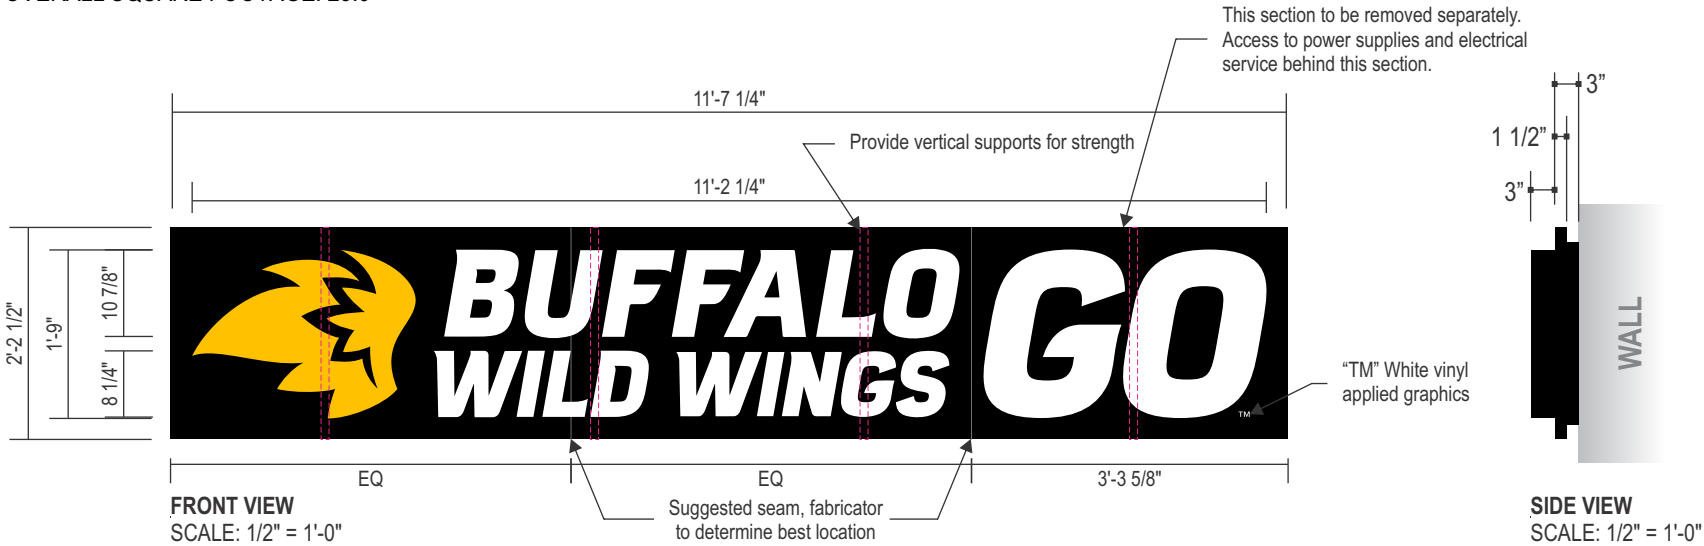 This section to be removed separately.
Access to power supplies and electrical
service behind this section.
3”
11'-7 1/4"
1 1/2”
Provide vertical supports for strength
11'-2 1/4"
3”
2'-2 1/2"
1'-9"
10 7/8"
8 1/4"
BUFFALO
WILD WINGS
GO
TM
WALL
“TM” White vinyl
applied graphics
EQ
EQ
3'-3 5/8"
FRONT VIEW
SCALE: 1/2" = 1'-0"
Suggested seam, fabricator
to determine best location
SIDE VIEW
SCALE: 1/2" = 1'-0"